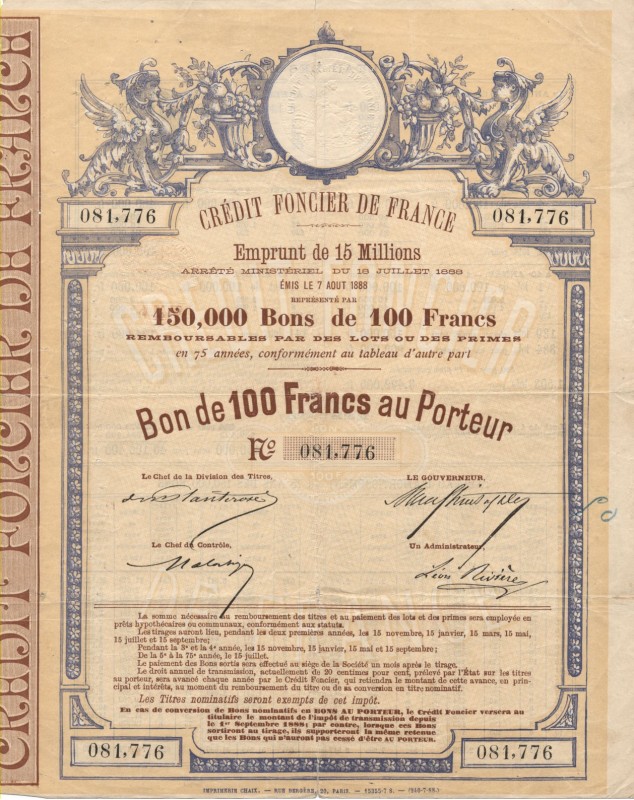 CRÉDIT FONCIER DE FRANCE
081,776
081,776
CRÉDIT FONCIER DE FRANCE
Emprunt de 15 Millions
ARRÊTÉ MINISTÉRIEL DU 18 JUILLET 1888
ÉMIS LE 7 AOUT 1888
REPRÉSENTÉ PAR
150,000 Bons de 100 Francs
REMBOURSABLES PAR DES LOTS OU DES PRIMES
en 75 années, conformément au tableau d'autre part
Bon de 100 Francs au Porteur
No 081,776
Le Chef de la Division des Titres,
LE GOUVERNEUR,
Le Chef du Contrôle,
Un Administrateur,
Léon Rivière
La somme nécessaire au remboursement des titres et au paiement des lots et des primes sera employée en
prêts hypothécaires ou communaux, conformément aux statuts.
Les tirages auront lieu, pendant les deux premières années, les 15 novembre, 15 janvier, 15 mars, 15 mai,
15 juillet et 15 septembre;
Pendant la 3e et la 4e année, les 15 novembre, 15 janvier, 15 mai et 15 septembre;
De la 5e à la 75e année, le 15 juillet.
Le paiement des Bons sortis sera effectué au siège de la Société un mois après le tirage.
Le droit annuel de transmission, actuellement de 20 centimes pour cent, prélevé par l'État sur les titres
au porteur, sera avancé chaque année par le Crédit Foncier, qui retiendra le montant de cette avance, en prin-
cipal et intérêts, au moment du remboursement du titre ou de sa conversion en titre nominatif.
Les Titres nominatifs seront exempts de cet impôt.
En cas de conversion de Bons nominatifs en BONS AU PORTEUR, le Crédit Foncier versera au
titulaire le montant de l'impôt de transmission depuis
le 1er Septembre 1888; par contre, lorsque ces Bons
sortiront au tirage, ils supporteront la même retenue
que les Bons qui n'auront pas cessé d'être AU PORTEUR.
081,776
081,776
IMPRIMERIE CHAIX. — RUE BERGÈRE, 20, PARIS. —